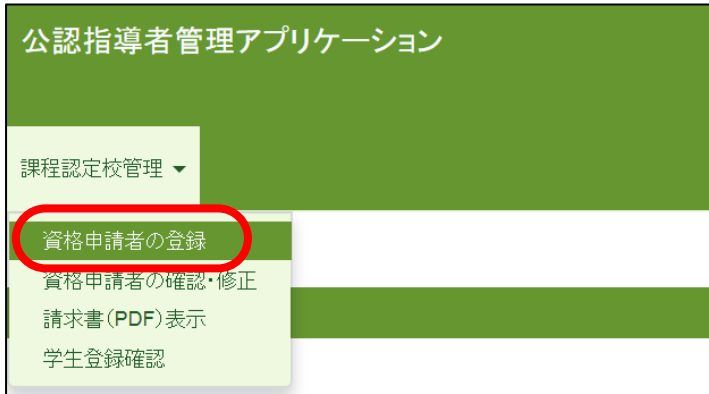 公認指導者管理アプリケーション
課程認定校管理
資格申請者の登録
資格申請者の確認・修正
請求書(PDF)表示
学生登録確認